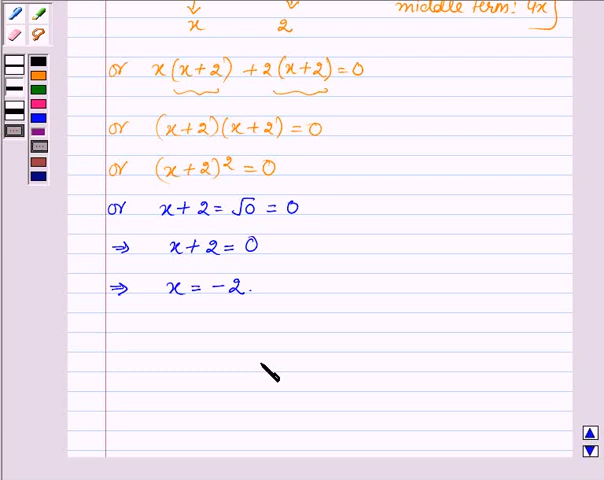 middle term: 4x]
x 2
or x(x+2) +2(x+2)=0
or (x+2)(x+2)=0
or (x+2)²=0
or x+2=√0=0
⇒ x+2=0
⇒ x=-2.